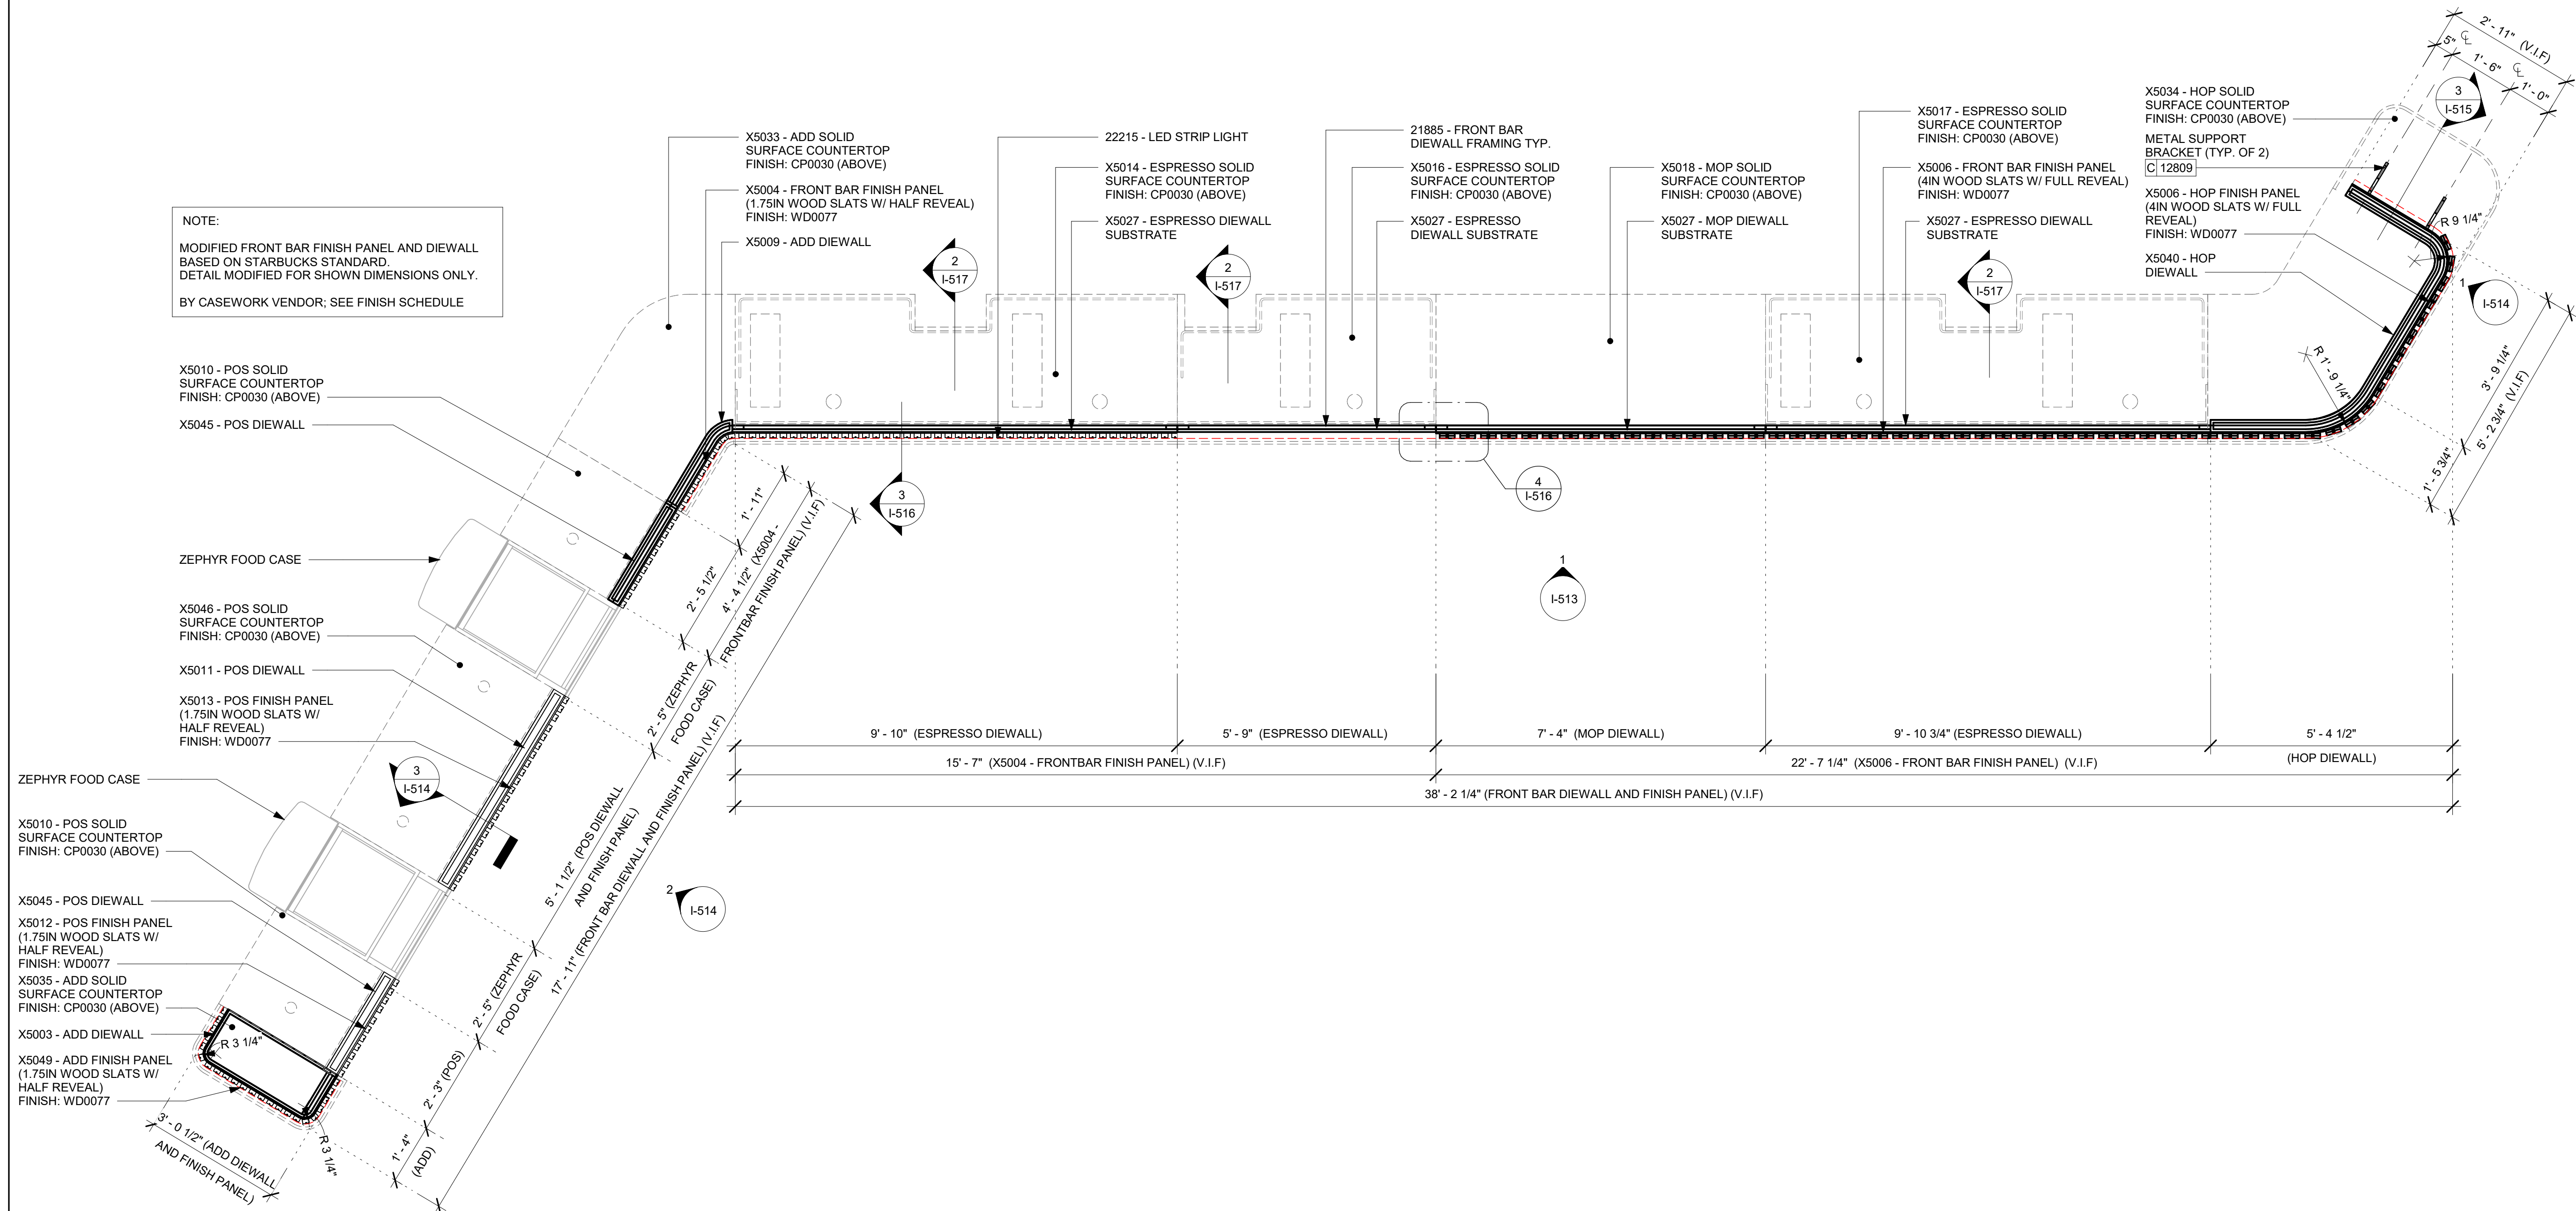 NOTE:
MODIFIED FRONT BAR FINISH PANEL AND DIEWALL
BASED ON STARBUCKS STANDARD.
DETAIL MODIFIED FOR SHOWN DIMENSIONS ONLY.
BY CASEWORK VENDOR; SEE FINISH SCHEDULE
X5033 - ADD SOLID
SURFACE COUNTERTOP
FINISH: CP0030 (ABOVE)
X5004 - FRONT BAR FINISH PANEL
(1.75IN WOOD SLATS W/ HALF REVEAL)
FINISH: WD0077
X5009 - ADD DIEWALL
22215 - LED STRIP LIGHT
X5014 - ESPRESSO SOLID
SURFACE COUNTERTOP
FINISH: CP0030 (ABOVE)
X5027 - ESPRESSO DIEWALL
SUBSTRATE
21885 - FRONT BAR
DIEWALL FRAMING TYP.
X5016 - ESPRESSO SOLID
SURFACE COUNTERTOP
FINISH: CP0030 (ABOVE)
X5027 - ESPRESSO
DIEWALL SUBSTRATE
X5018 - MOP SOLID
SURFACE COUNTERTOP
FINISH: CP0030 (ABOVE)
X5027 - MOP DIEWALL
SUBSTRATE
X5017 - ESPRESSO SOLID
SURFACE COUNTERTOP
FINISH: CP0030 (ABOVE)
X5006 - FRONT BAR FINISH PANEL
(4IN WOOD SLATS W/ FULL REVEAL)
FINISH: WD0077
X5027 - ESPRESSO DIEWALL
SUBSTRATE
X5034 - HOP SOLID
SURFACE COUNTERTOP
FINISH: CP0030 (ABOVE)
METAL SUPPORT
BRACKET (TYP. OF 2)
C 12809
X5006 - HOP FINISH PANEL
(4IN WOOD SLATS W/ FULL
REVEAL)
FINISH: WD0077
X5040 - HOP
DIEWALL
2' - 11" (V.I.F)
5"
1' - 6"
1' - 0"
3
I-515
R 9 1/4"
1
I-514
R 1' - 9 1/4"
3' - 9 1/4"
5' - 2 3/4" (V.I.F)
1' - 5 3/4"
2
I-517
2
I-517
2
I-517
3
I-516
4
I-516
1
I-513
X5010 - POS SOLID
SURFACE COUNTERTOP
FINISH: CP0030 (ABOVE)
X5045 - POS DIEWALL
ZEPHYR FOOD CASE
X5046 - POS SOLID
SURFACE COUNTERTOP
FINISH: CP0030 (ABOVE)
X5011 - POS DIEWALL
X5013 - POS FINISH PANEL
(1.75IN WOOD SLATS W/
HALF REVEAL)
FINISH: WD0077
ZEPHYR FOOD CASE
X5010 - POS SOLID
SURFACE COUNTERTOP
FINISH: CP0030 (ABOVE)
X5045 - POS DIEWALL
X5012 - POS FINISH PANEL
(1.75IN WOOD SLATS W/
HALF REVEAL)
FINISH: WD0077
X5035 - ADD SOLID
SURFACE COUNTERTOP
FINISH: CP0030 (ABOVE)
X5003 - ADD DIEWALL
X5049 - ADD FINISH PANEL
(1.75IN WOOD SLATS W/
HALF REVEAL)
FINISH: WD0077
3
I-514
2
I-514
R 3 1/4"
R 3 1/4"
3' - 0 1/2" (ADD DIEWALL
AND FINISH PANEL)
1' - 11"
2' - 5 1/2"
4' - 4 1/2" (X5004 -
FRONTBAR FINISH PANEL) (V.I.F)
2' - 5" (ZEPHYR
FOOD CASE)
5' - 1 1/2" (POS DIEWALL
AND FINISH PANEL)
2' - 5" (ZEPHYR
FOOD CASE)
2' - 3" (POS)
1' - 4"
(ADD)
17' - 11" (FRONT BAR DIEWALL AND FINISH PANEL) (V.I.F)
9' - 10" (ESPRESSO DIEWALL)
5' - 9" (ESPRESSO DIEWALL)
7' - 4" (MOP DIEWALL)
9' - 10 3/4" (ESPRESSO DIEWALL)
5' - 4 1/2"
(HOP DIEWALL)
15' - 7" (X5004 - FRONTBAR FINISH PANEL) (V.I.F)
22' - 7 1/4" (X5006 - FRONT BAR FINISH PANEL) (V.I.F)
38' - 2 1/4" (FRONT BAR DIEWALL AND FINISH PANEL) (V.I.F)